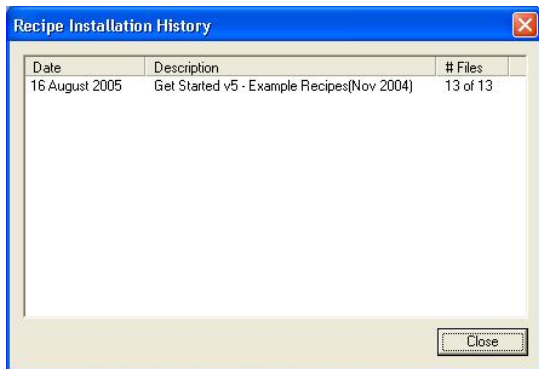 Recipe Installation History
Date Description # Files
16 August 2005 Get Started v5 - Example Recipes(Nov 2004) 13 of 13
Close